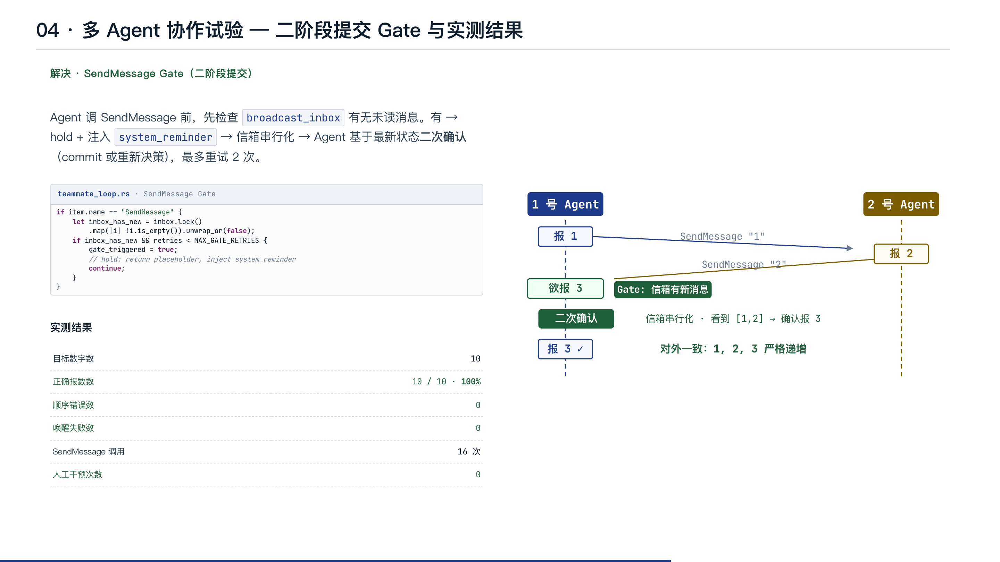 04 · 多 Agent 协作试验 — 二阶段提交 Gate 与实测结果
解决 · SendMessage Gate（二阶段提交）
Agent 调 SendMessage 前，先检查 broadcast_inbox 有无未读消息。有 →
hold + 注入 system_reminder → 信箱串行化 → Agent 基于最新状态二次确认
（commit 或重新决策），最多重试 2 次。
teammate_loop.rs · SendMessage Gate
if item.name == "SendMessage" {
    let inbox_has_new = inbox.lock()
        .map(|i| !i.is_empty()).unwrap_or(false);
    if inbox_has_new && retries < MAX_GATE_RETRIES {
        gate_triggered = true;
        // hold: return placeholder, inject system_reminder
        continue;
    }
}
实测结果
目标数字数 10
正确报数数 10 / 10 · 100%
顺序错误数 0
唤醒失败数 0
SendMessage 调用 16 次
人工干预次数 0
1 号 Agent
2 号 Agent
报 1
SendMessage "1"
报 2
SendMessage "2"
欲报 3
Gate: 信箱有新消息
二次确认
信箱串行化 · 看到 [1,2] → 确认报 3
报 3 ✓
对外一致：1, 2, 3 严格递增